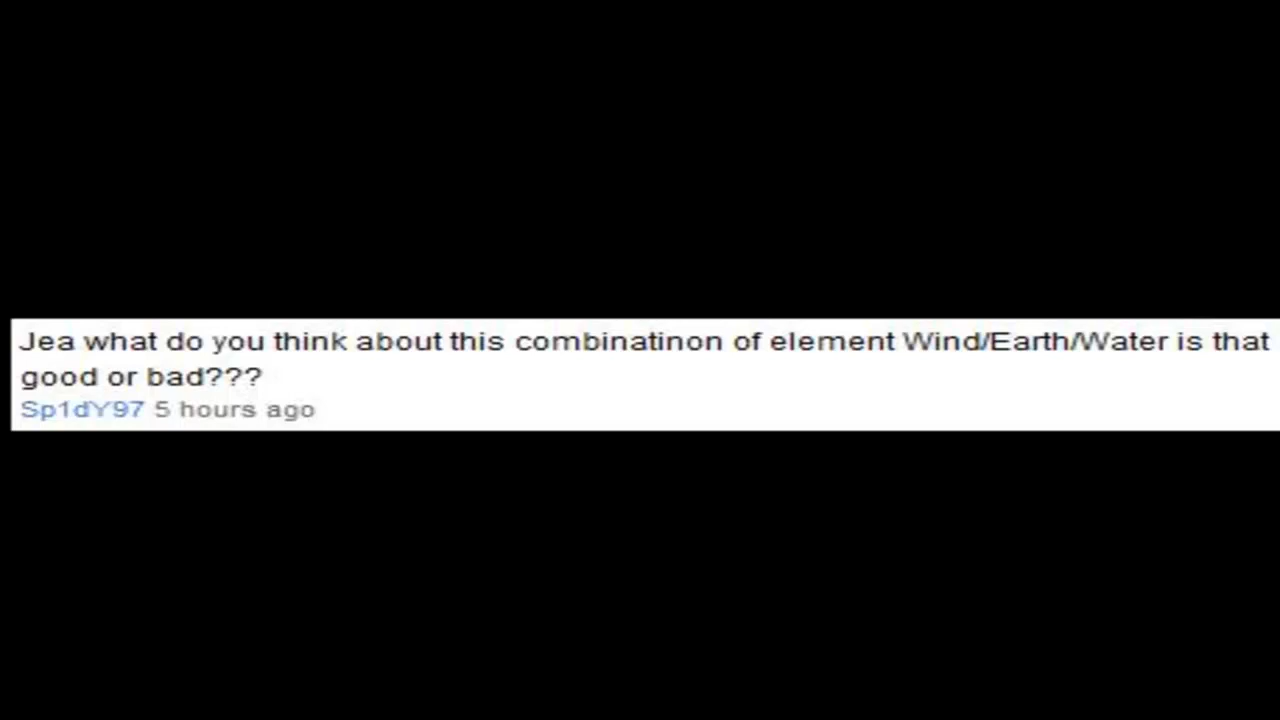 Jea what do you think about this combinatinon of element Wind/Earth/Water is that
good or bad???
Sp1dY97 5 hours ago